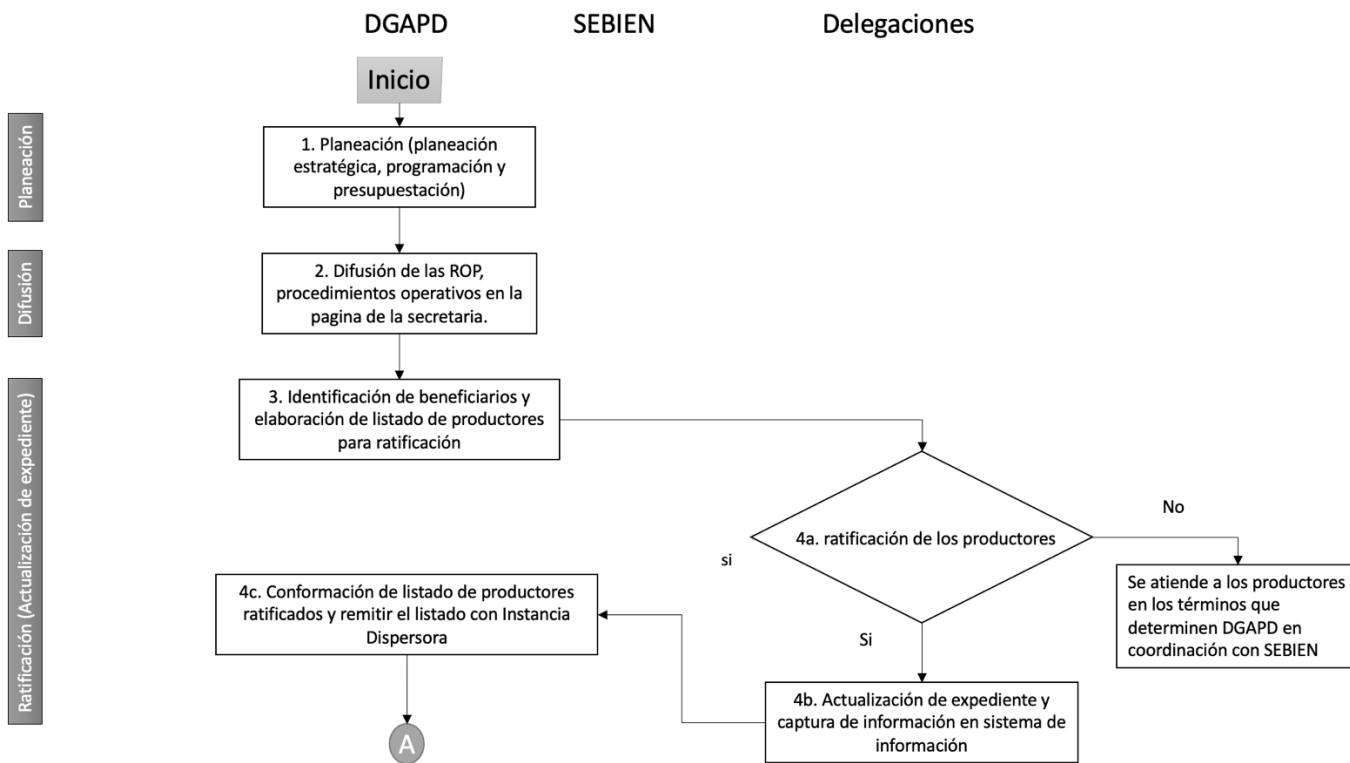 DGAPD SEBIEN Delegaciones
Inicio
Planeación
1. Planeación (planeación
estratégica, programación y
presupuestación)
Difusión
2. Difusión de las ROP,
procedimientos operativos en la
pagina de la secretaria.
Ratificación (Actualización de expediente)
3. Identificación de beneficiarios y
elaboración de listado de productores
para ratificación
4a. ratificación de los productores
No
si
Si
Se atiende a los productores
en los términos que
determinen DGAPD en
coordinación con SEBIEN
4c. Conformación de listado de productores
ratificados y remitir el listado con Instancia
Dispersora
4b. Actualización de expediente y
captura de información en sistema de
información
A